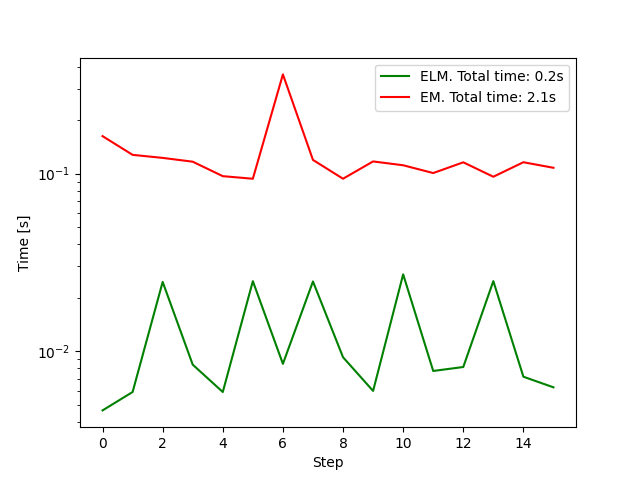 ELM. Total time: 0.2s
EM. Total time: 2.1s
10⁻¹
10⁻²
Time [s]
0 2 4 6 8 10 12 14
Step